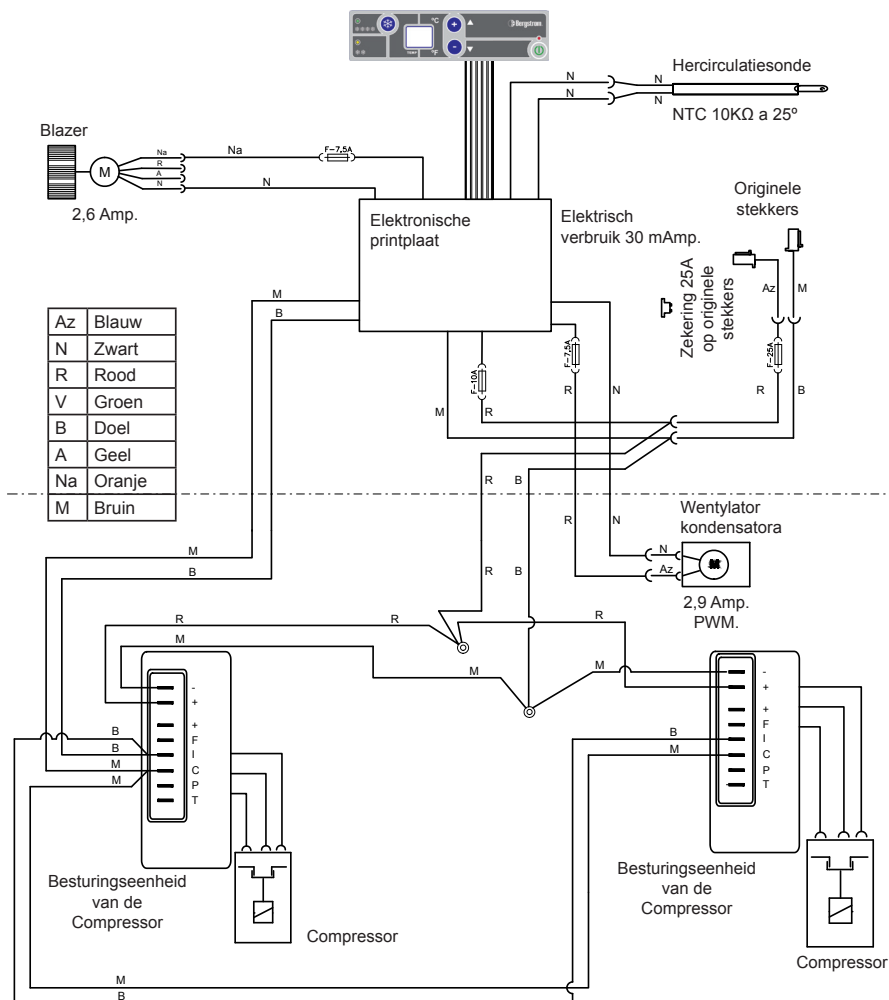 °C
Bergstrom
TEMP
°F
Hercirculatiesonde
N
N
N
N
NTC 10KΩ a 25º
Blazer
M
Na
R
A
N
Na
N
F-7,5A
2,6 Amp.
Elektronische
printplaat
Elektrisch
verbruik 30 mAmp.
Originele
stekkers
Zekering 25A
op originele
stekkers
Az
M
F-25A
R
B
M
B
Az Blauw
N Zwart
R Rood
V Groen
B Doel
A Geel
Na Oranje
M Bruin
F-10A
F-7,5A
M
R
R
N
R
B
R
N
Wentylator
kondensatora
N
Az
M
2,9 Amp.
PWM.
M
B
R
B
R
R
R
M
M
M
-
+
+
F
I
C
P
T
B
B
M
M
-
+
+
F
I
C
P
T
B
M
Besturingseenheid
van de
Compressor
Compressor
Besturingseenheid
van de
Compressor
Compressor
M
B